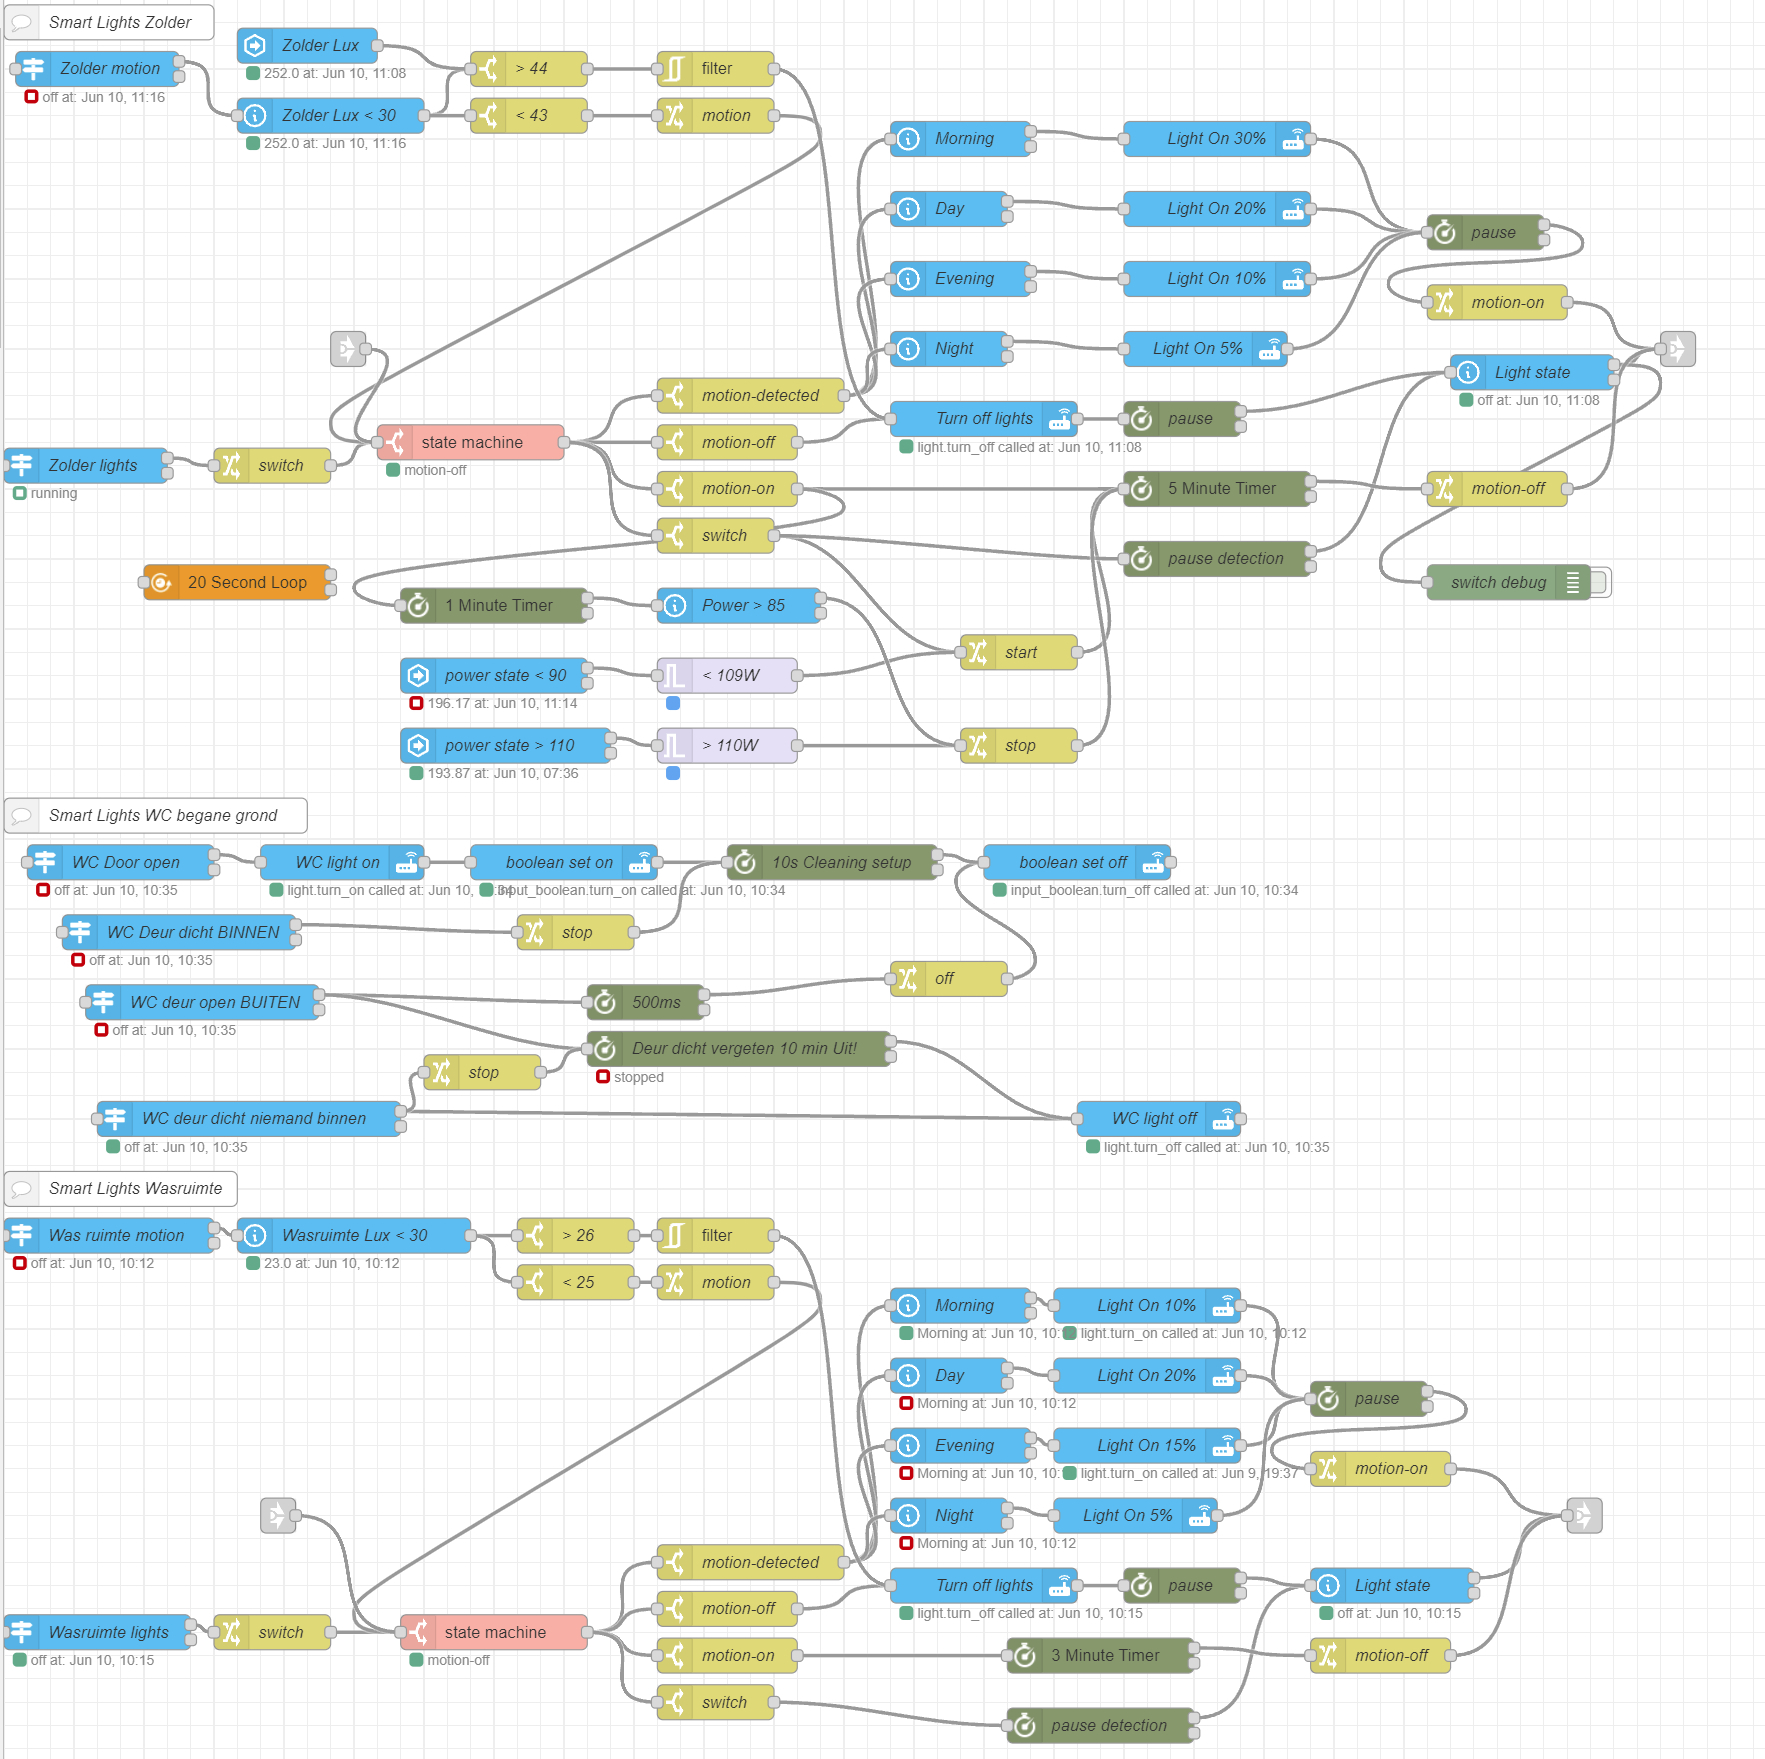 Smart Lights Zolder
Zolder Lux
252.0 at: Jun 10, 11:08
Zolder motion
off at: Jun 10, 11:16
> 44
filter
Zolder Lux < 30
252.0 at: Jun 10, 11:16
< 43
motion
Morning
Light On 30%
Day
Light On 20%
pause
Evening
Light On 10%
motion-on
Night
Light On 5%
Light state
off at: Jun 10, 11:08
motion-detected
Turn off lights
light.turn_off called at: Jun 10, 11:08
pause
state machine
motion-off
motion-off
Zolder lights
running
switch
motion-on
5 Minute Timer
motion-off
switch
pause detection
switch debug
20 Second Loop
1 Minute Timer
Power > 85
start
power state < 90
196.17 at: Jun 10, 11:14
< 109W
power state > 110
193.87 at: Jun 10, 07:36
> 110W
stop
Smart Lights WC begane grond
WC Door open
off at: Jun 10, 10:35
WC light on
light.turn_on called at: Jun 10, 10:34
boolean set on
input_boolean.turn_on called at: Jun 10, 10:34
10s Cleaning setup
boolean set off
input_boolean.turn_off called at: Jun 10, 10:34
WC Deur dicht BINNEN
off at: Jun 10, 10:35
stop
off
WC deur open BUITEN
off at: Jun 10, 10:35
500ms
Deur dicht vergeten 10 min Uit!
stopped
stop
WC deur dicht niemand binnen
off at: Jun 10, 10:35
WC light off
light.turn_off called at: Jun 10, 10:35
Smart Lights Wasruimte
Was ruimte motion
off at: Jun 10, 10:12
Wasruimte Lux < 30
23.0 at: Jun 10, 10:12
> 26
filter
< 25
motion
Morning
Morning at: Jun 10, 10:12
Light On 10%
light.turn_on called at: Jun 10, 10:12
Day
Morning at: Jun 10, 10:12
Light On 20%
pause
Evening
Morning at: Jun 10, 10:12
Light On 15%
light.turn_on called at: Jun 9, 19:37
motion-on
Night
Morning at: Jun 10, 10:12
Light On 5%
motion-detected
Turn off lights
light.turn_off called at: Jun 10, 10:15
pause
Light state
off at: Jun 10, 10:15
motion-off
Wasruimte lights
off at: Jun 10, 10:15
switch
state machine
motion-off
motion-on
3 Minute Timer
motion-off
switch
pause detection